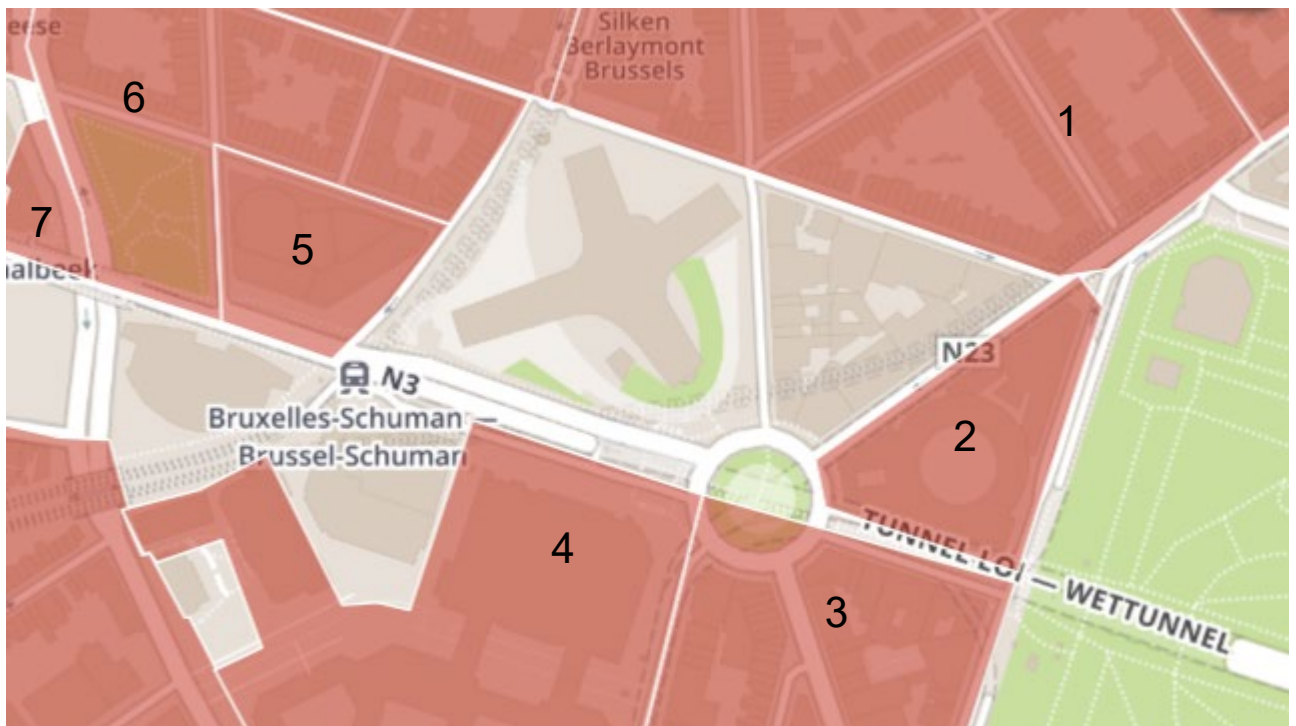 eese
Silken
Berlaymont
Brussels
6
1
7
5
aalbeek
N23
N3
Bruxelles-Schuman —
Brussel-Schuman
2
4
TUNNEL LOI — WETTUNNEL
3